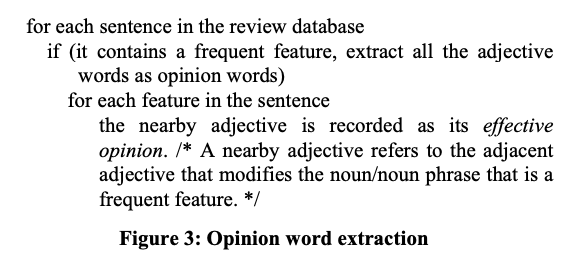 for each sentence in the review database
if (it contains a frequent feature, extract all the adjective
words as opinion words)
for each feature in the sentence
the nearby adjective is recorded as its effective
opinion. /* A nearby adjective refers to the adjacent
adjective that modifies the noun/noun phrase that is a
frequent feature. */
Figure 3: Opinion word extraction